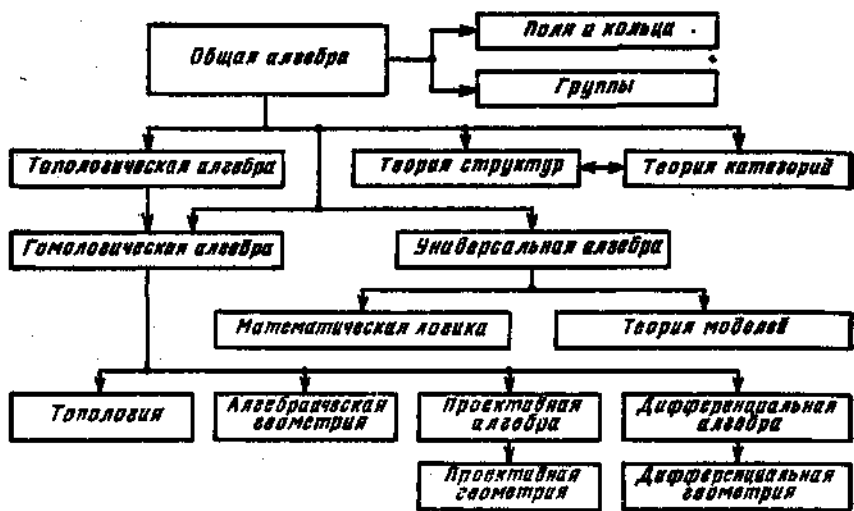 Общая алгебра
Поля и кольца
Группы
Топологическая алгебра
Теория структур
Теория категорий
Гомологическая алгебра
Универсальная алгебра
Математическая логика
Теория моделей
Топология
Алгебраическая
геометрия
Проективная
алгебра
Дифференциальная
алгебра
Проективная
геометрия
Дифференциальная
геометрия